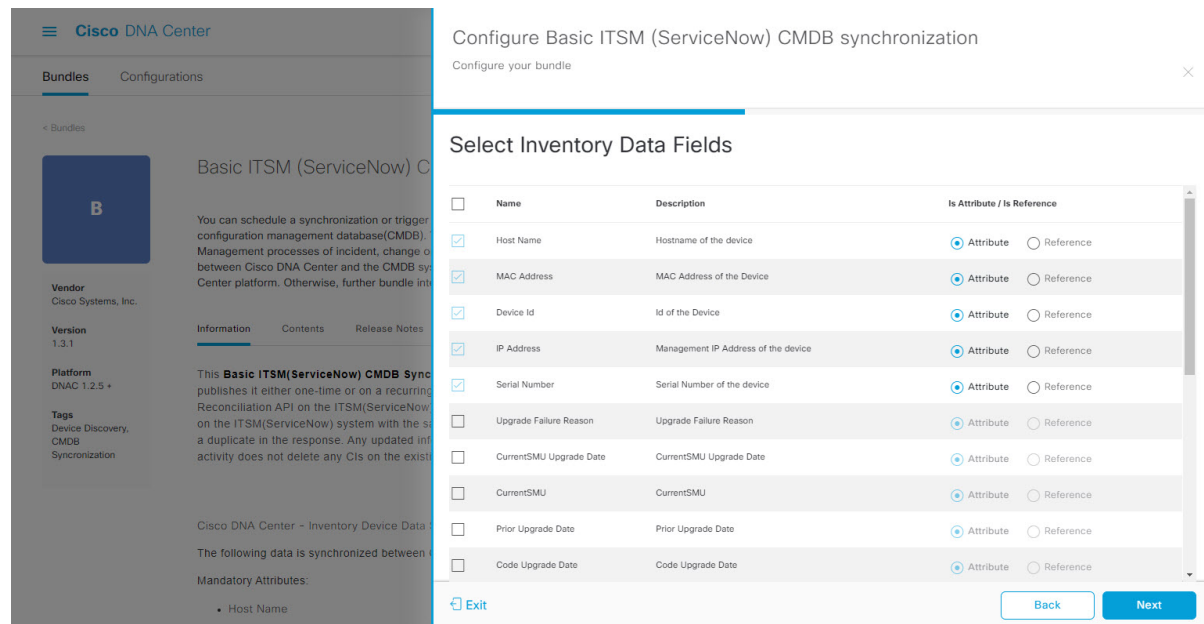 Cisco DNA Center
Bundles Configurations
< Bundles
B
Vendor
Cisco Systems, Inc.
Version
1.3.1
Platform
DNAC 1.2.5 +
Tags
Device Discovery,
CMDB
Syncronization
Basic ITSM (ServiceNow) C
You can schedule a synchronization or trigger
configuration management database(CMDB).
Management processes of incident, change o
between Cisco DNA Center and the CMDB sy
Center platform. Otherwise, further bundle int
Information Contents Release Notes
This Basic ITSM(ServiceNow) CMDB Sync
publishes it either one-time or on a recurring
Reconciliation API on the ITSM(ServiceNow
on the ITSM(ServiceNow) system with the sa
a duplicate in the response. Any updated inf
activity does not delete any CIs on the existi
Cisco DNA Center - Inventory Device Data
The following data is synchronized between
Mandatory Attributes:
• Host Name
Configure Basic ITSM (ServiceNow) CMDB synchronization
Configure your bundle
Select Inventory Data Fields
Name Description Is Attribute / Is Reference
Host Name Hostname of the device Attribute Reference
MAC Address MAC Address of the Device Attribute Reference
Device Id Id of the Device Attribute Reference
IP Address Management IP Address of the device Attribute Reference
Serial Number Serial Number of the device Attribute Reference
Upgrade Failure Reason Upgrade Failure Reason Attribute Reference
CurrentSMU Upgrade Date CurrentSMU Upgrade Date Attribute Reference
CurrentSMU CurrentSMU Attribute Reference
Prior Upgrade Date Prior Upgrade Date Attribute Reference
Code Upgrade Date Code Upgrade Date Attribute Reference
Exit Back Next